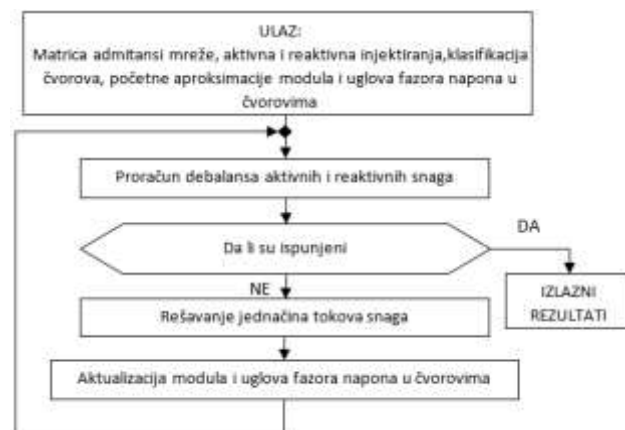 ULAZ:
Matrica admitansi mreže, aktivna i reaktivna injektiranja,klasifikacija
čvorova, početne aproksimacije modula i uglova fazora napona u
čvorovima
Proračun debalansa aktivnih i reaktivnih snaga
Da li su ispunjeni
DA
NE
IZLAZNI
REZULTATI
Rešavanje jednačina tokova snaga
Aktualizacija modula i uglova fazora napona u čvorovima